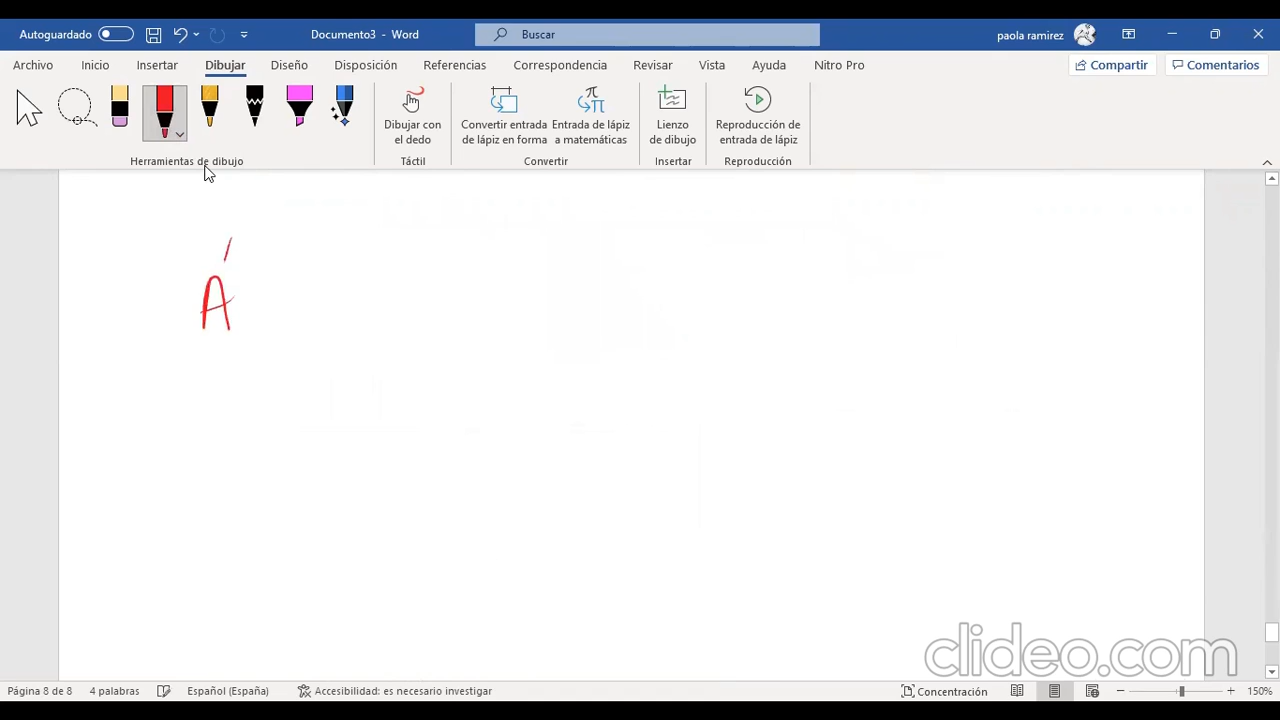 Autoguardado Documento3 - Word Buscar paola ramirez
Archivo Inicio Insertar Dibujar Diseño Disposición Referencias Correspondencia Revisar Vista Ayuda Nitro Pro Compartir Comentarios
Dibujar con el dedo
Convertir entrada de lápiz en forma
Entrada de lápiz a matemáticas
Lienzo de dibujo
Reproducción de entrada de lápiz
Herramientas de dibujo Táctil Convertir Insertar Reproducción
Á
clideo.com
Página 8 de 8 4 palabras Español (España) Accesibilidad: es necesario investigar Concentración 150%